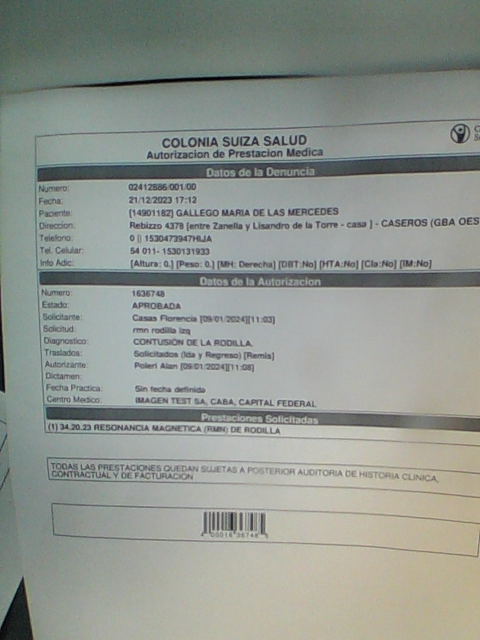 COLONIA SUIZA SALUD
Autorizacion de Prestacion Medica
Datos de la Denuncia
Numero: 02412886/001/00
Fecha: 21/12/2023 17:12
Paciente: [14901182] GALLEGO MARIA DE LAS MERCEDES
Direccion: Rebizzo 4378 [entre Zanella y Lisandro de la Torre - casa ] - CASEROS (GBA OES
Telefono: 0 || 1530473947HIJA
Tel. Celular: 54 011- 1530131933
Info Adic: [Altura: 0.] [Peso: 0.] [MH: Derecha] [DBT:No] [HTA:No] [Cia:No] [IM:No]
Datos de la Autorizacion
Numero: 1636748
Estado: APROBADA
Solicitante: Casas Florencia [09/01/2024][11:03]
Solicitud: rmn rodilla izq
Diagnostico: CONTUSIÓN DE LA RODILLA.
Traslados: Solicitados (Ida y Regreso) [Remis]
Autorizante: Poleri Alan [09/01/2024][11:08]
Dictamen:
Fecha Practica: Sin fecha definida
Centro Medico: IMAGEN TEST SA, CABA, CAPITAL FEDERAL
Prestaciones Solicitadas
(1) 34.20.23 RESONANCIA MAGNETICA (RMN) DE RODILLA
TODAS LAS PRESTACIONES QUEDAN SUJETAS A POSTERIOR AUDITORIA DE HISTORIA CLINICA,
CONTRACTUAL Y DE FACTURACION